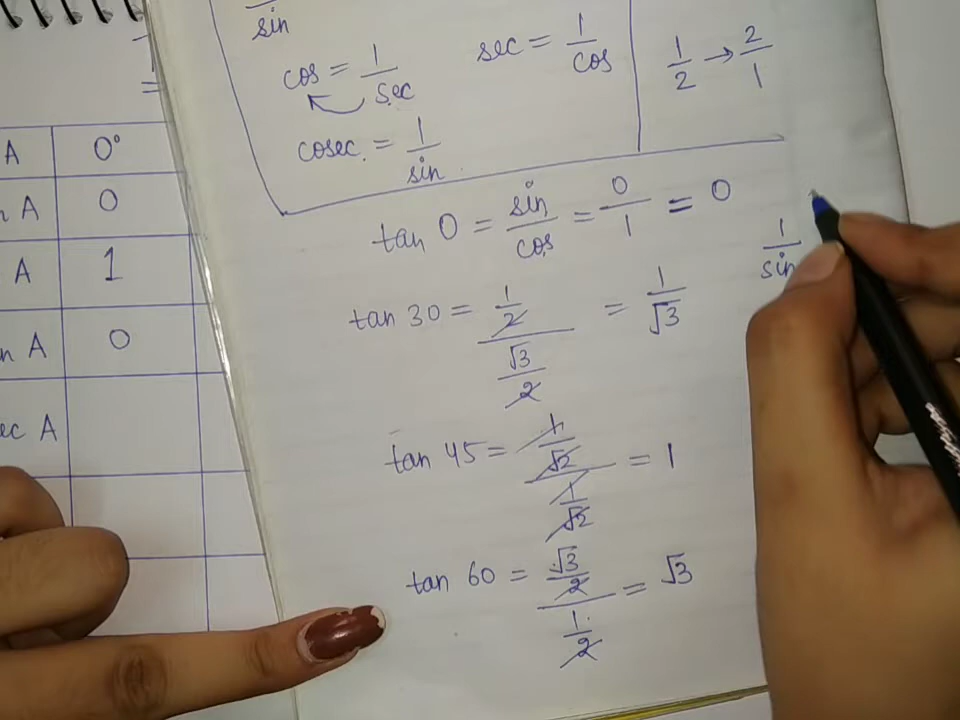 sin
cos = 1/sec
sec = 1/cos
1/2 → 2/1
cosec. = 1/sin
A 0°
A 0
A 1
A 0
ec A
tan 0 = sin/cos = 0/1 = 0
1/sin
tan 30 = 1/2 / √3/2 = 1/√3
tan 45 = 1/√2 / 1/√2 = 1
tan 60 = √3/2 / 1/2 = √3